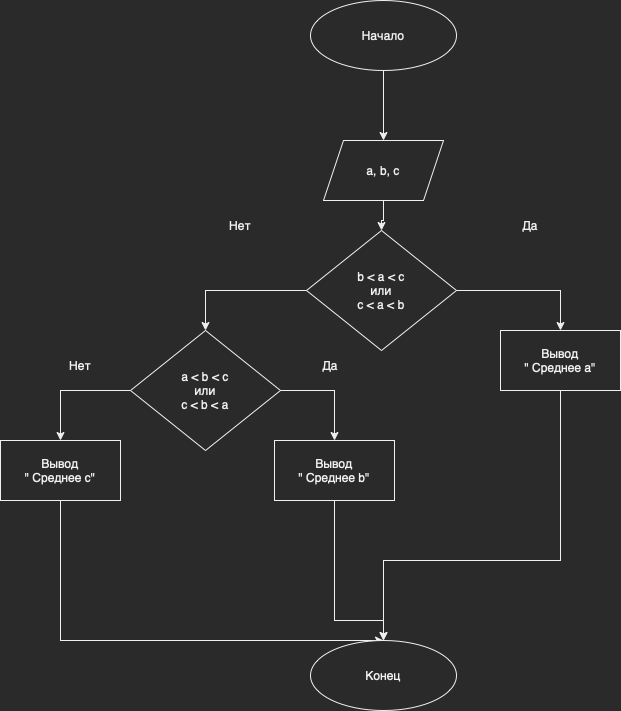 Начало
a, b, c
Нет
Да
b < a < c
или
c < a < b
Вывод
" Среднее a"
Нет
Да
a < b < c
или
c < b < a
Вывод
" Среднее c"
Вывод
" Среднее b"
Конец